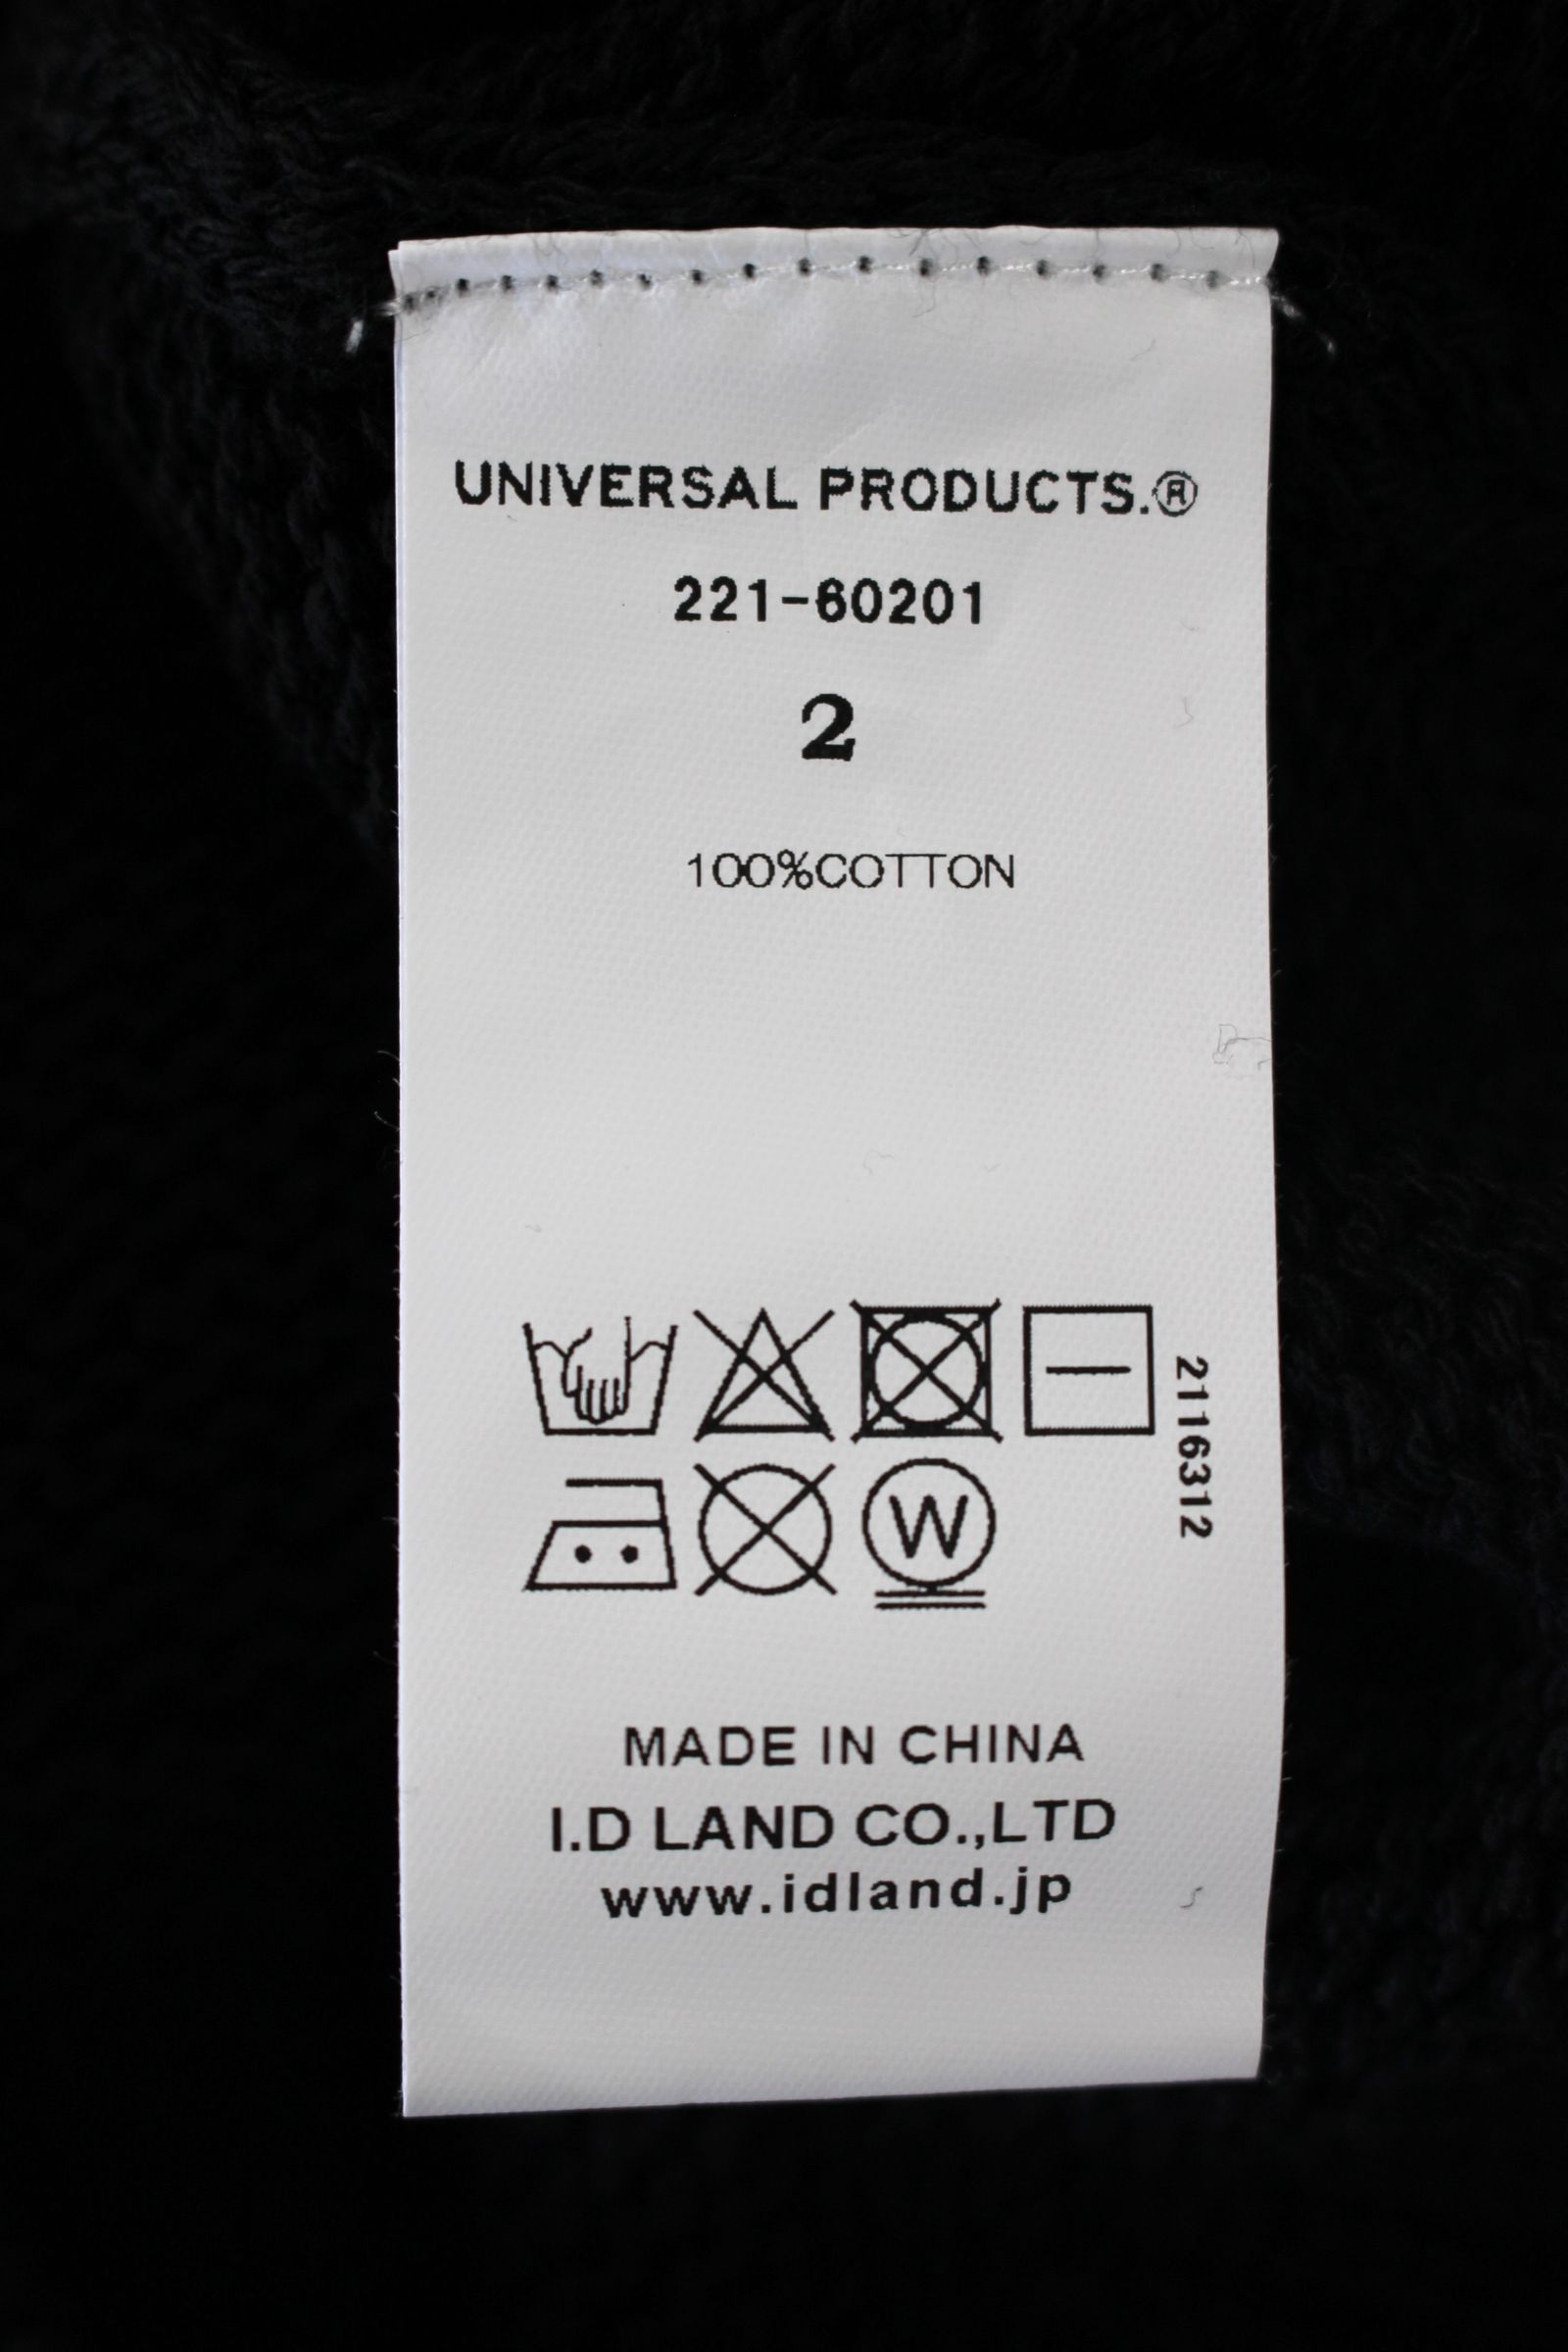 UNIVERSAL PRODUCTS.®
221-60201
2
100%COTTON
2116312
W
MADE IN CHINA
I.D LAND CO.,LTD
www.idland.jp